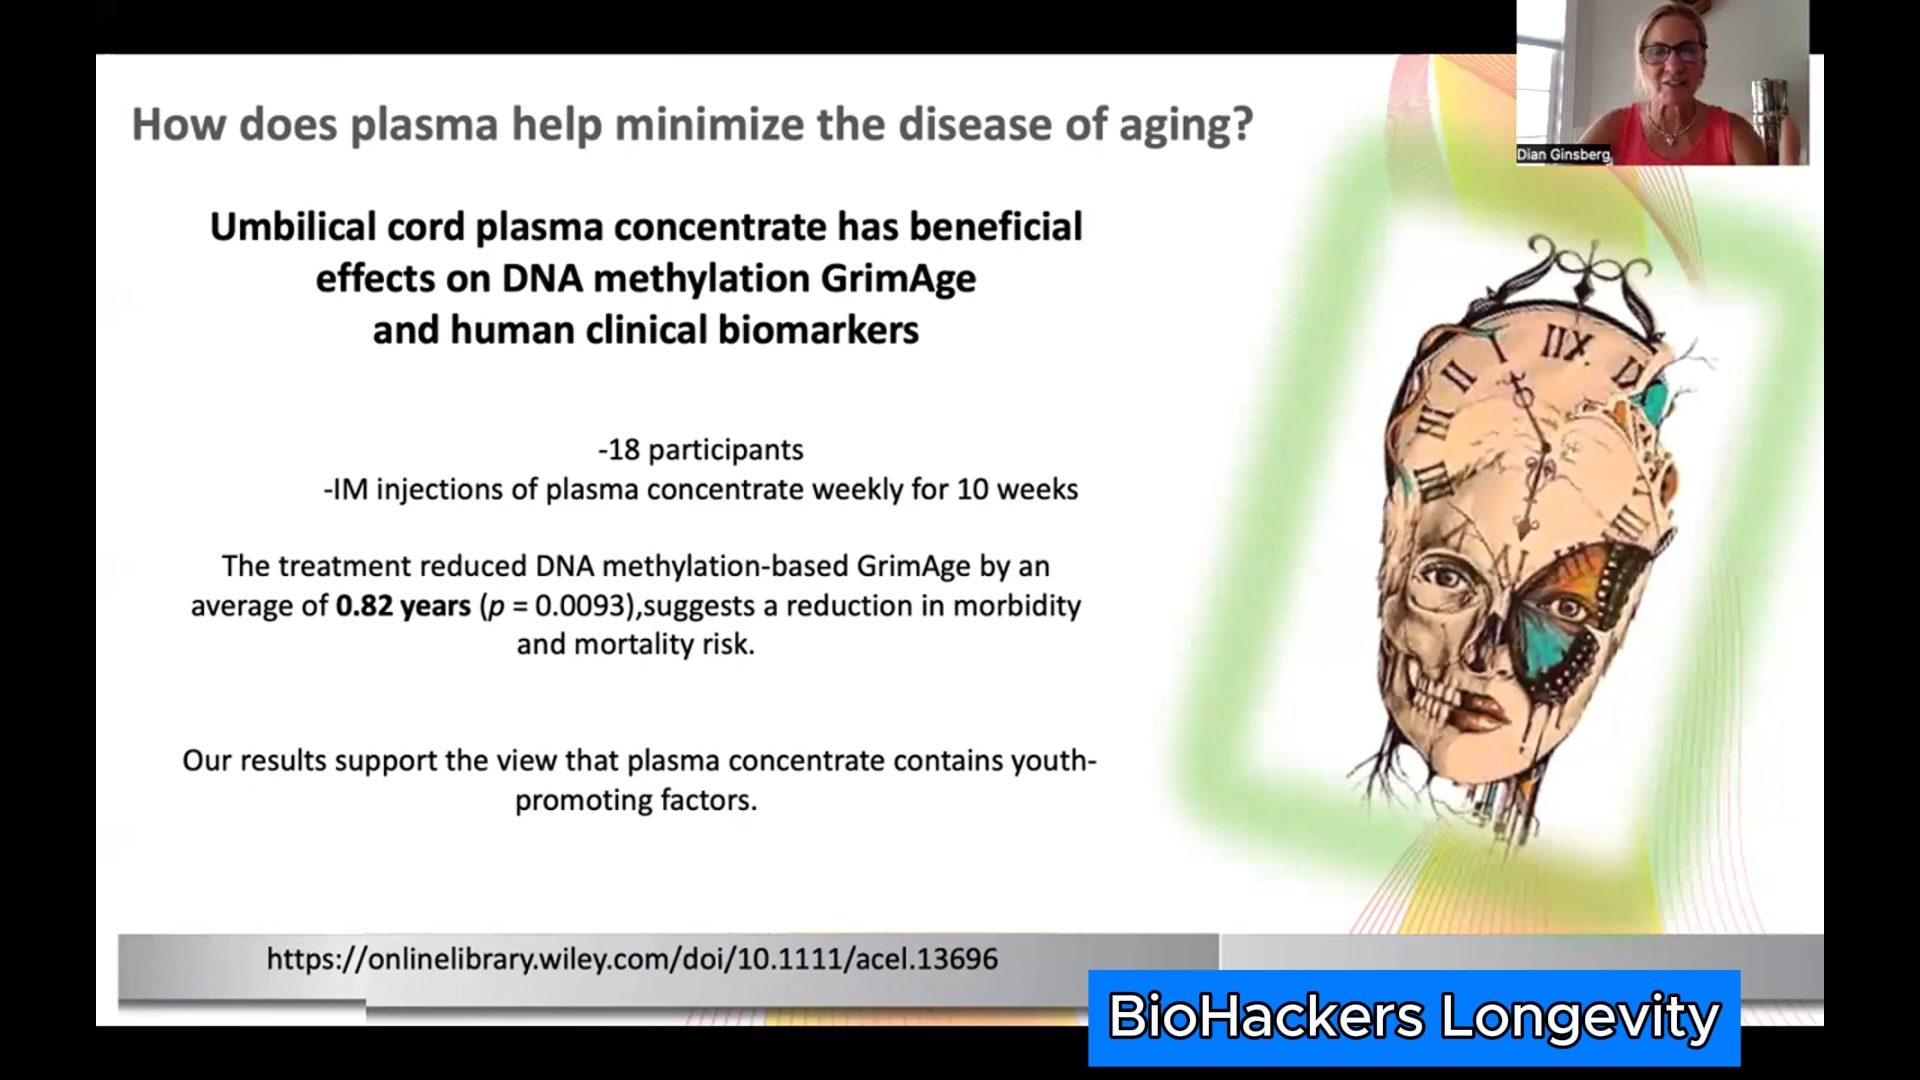 How does plasma help minimize the disease of aging?
Dian Ginsberg
Umbilical cord plasma concentrate has beneficial
effects on DNA methylation GrimAge
and human clinical biomarkers
-18 participants
-IM injections of plasma concentrate weekly for 10 weeks
The treatment reduced DNA methylation-based GrimAge by an
average of 0.82 years (p = 0.0093),suggests a reduction in morbidity
and mortality risk.
Our results support the view that plasma concentrate contains youth-
promoting factors.
https://onlinelibrary.wiley.com/doi/10.1111/acel.13696
BioHackers Longevity